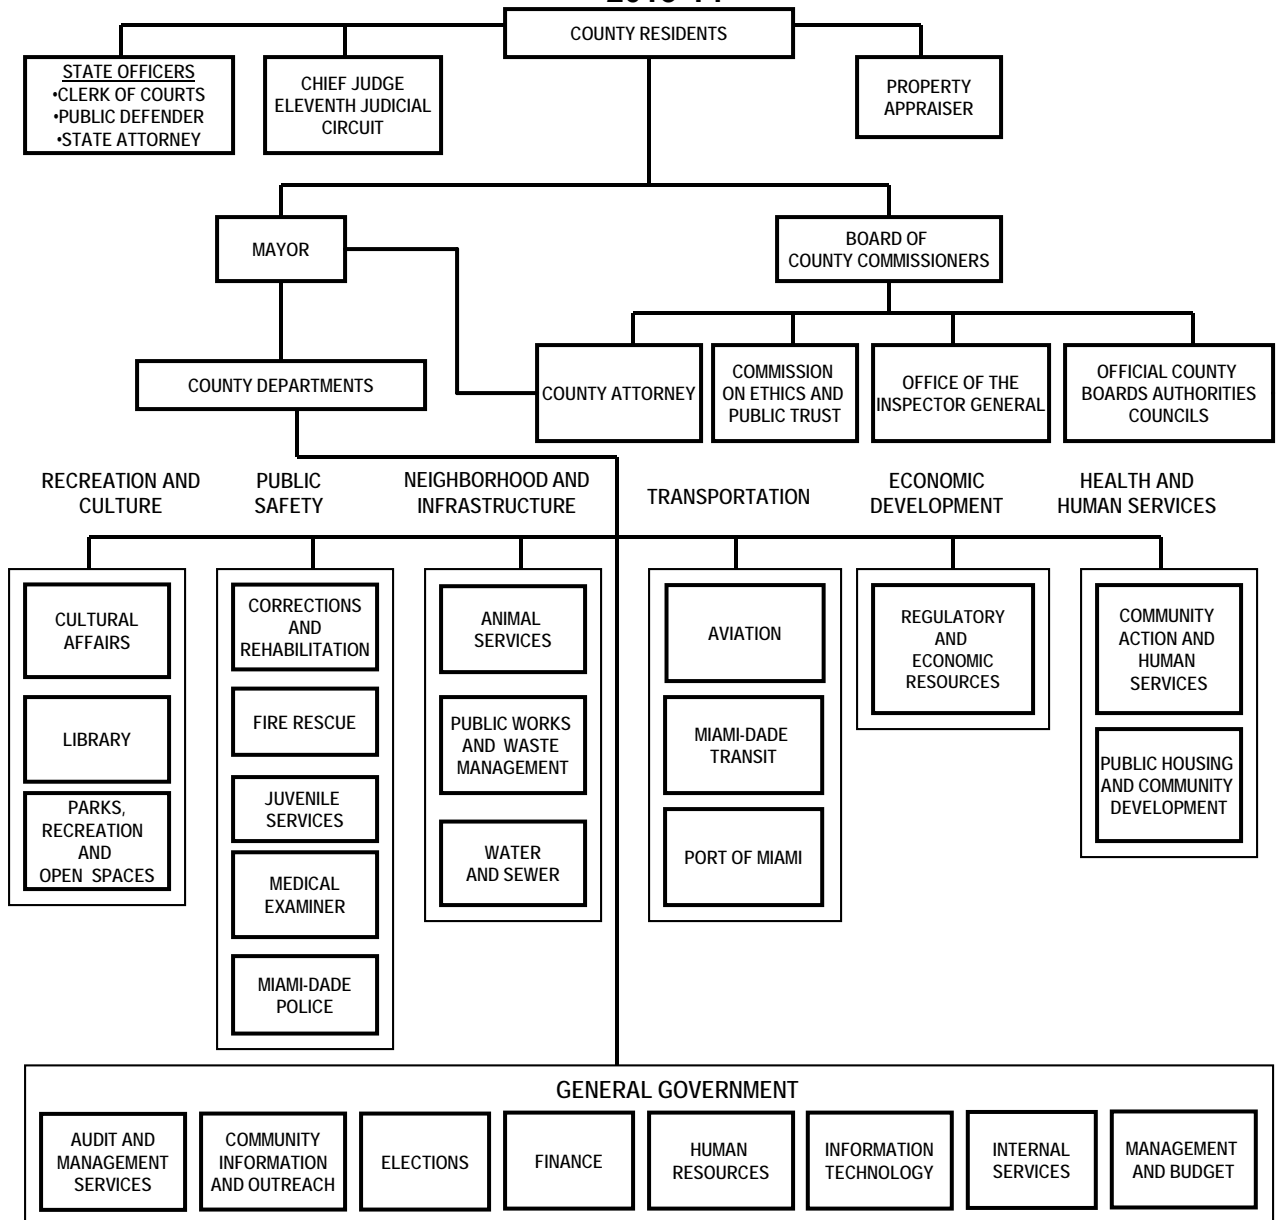 COUNTY RESIDENTS
STATE OFFICERS
•CLERK OF COURTS
•PUBLIC DEFENDER
•STATE ATTORNEY
CHIEF JUDGE
ELEVENTH JUDICIAL
CIRCUIT
PROPERTY
APPRAISER
MAYOR
BOARD OF
COUNTY COMMISSIONERS
COUNTY DEPARTMENTS
COUNTY ATTORNEY
COMMISSION
ON ETHICS AND
PUBLIC TRUST
OFFICE OF THE
INSPECTOR GENERAL
OFFICIAL COUNTY
BOARDS AUTHORITIES
COUNCILS
RECREATION AND
CULTURE
PUBLIC
SAFETY
NEIGHBORHOOD AND
INFRASTRUCTURE
TRANSPORTATION
ECONOMIC
DEVELOPMENT
HEALTH AND
HUMAN SERVICES
CULTURAL
AFFAIRS
LIBRARY
PARKS,
RECREATION
AND
OPEN SPACES
CORRECTIONS
AND
REHABILITATION
FIRE RESCUE
JUVENILE
SERVICES
MEDICAL
EXAMINER
MIAMI-DADE
POLICE
ANIMAL
SERVICES
PUBLIC WORKS
AND WASTE
MANAGEMENT
WATER
AND SEWER
AVIATION
MIAMI-DADE
TRANSIT
PORT OF MIAMI
REGULATORY
AND
ECONOMIC
RESOURCES
COMMUNITY
ACTION AND
HUMAN
SERVICES
PUBLIC HOUSING
AND COMMUNITY
DEVELOPMENT
GENERAL GOVERNMENT
AUDIT AND
MANAGEMENT
SERVICES
COMMUNITY
INFORMATION
AND OUTREACH
ELECTIONS
FINANCE
HUMAN
RESOURCES
INFORMATION
TECHNOLOGY
INTERNAL
SERVICES
MANAGEMENT
AND BUDGET